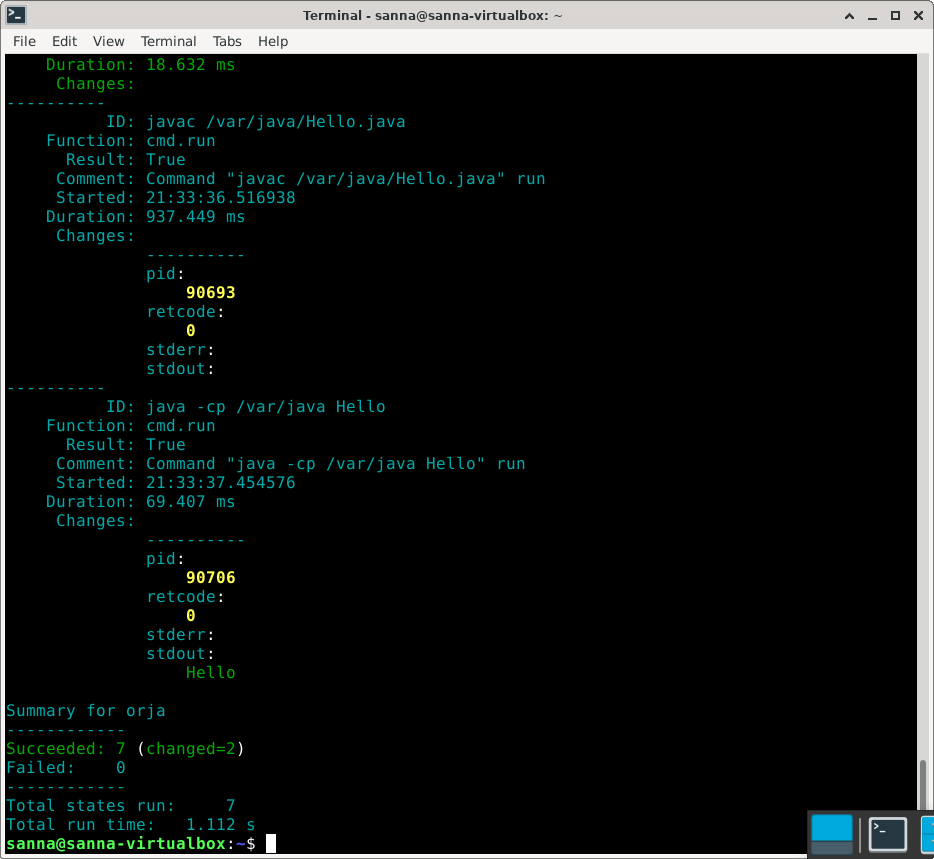 Terminal - sanna@sanna-virtualbox: ~
File Edit View Terminal Tabs Help
Duration: 18.632 ms
Changes:
----------
ID: javac /var/java/Hello.java
Function: cmd.run
Result: True
Comment: Command "javac /var/java/Hello.java" run
Started: 21:33:36.516938
Duration: 937.449 ms
Changes:
----------
pid:
90693
retcode:
0
stderr:
stdout:
----------
ID: java -cp /var/java Hello
Function: cmd.run
Result: True
Comment: Command "java -cp /var/java Hello" run
Started: 21:33:37.454576
Duration: 69.407 ms
Changes:
----------
pid:
90706
retcode:
0
stderr:
stdout:
Hello
Summary for orja
------------
Succeeded: 7 (changed=2)
Failed: 0
------------
Total states run: 7
Total run time: 1.112 s
sanna@sanna-virtualbox:~$